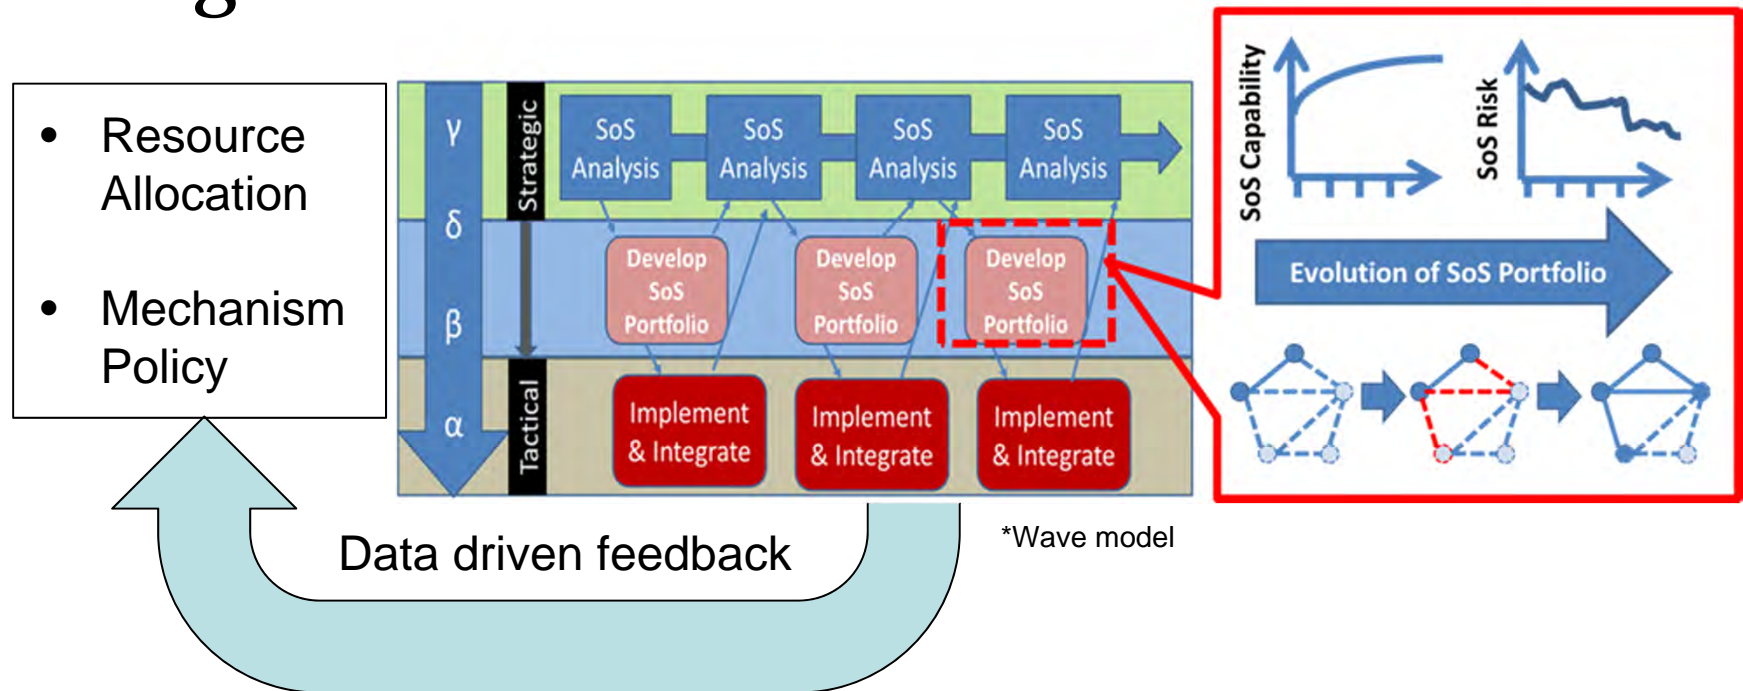 • Resource
Allocation
• Mechanism
Policy
γ
δ
β
α
Strategic
Tactical
SoS
Analysis
SoS
Analysis
SoS
Analysis
SoS
Analysis
Develop
SoS
Portfolio
Develop
SoS
Portfolio
Develop
SoS
Portfolio
Implement
& Integrate
Implement
& Integrate
Implement
& Integrate
SoS Capability
SoS Risk
Evolution of SoS Portfolio
Data driven feedback
*Wave model